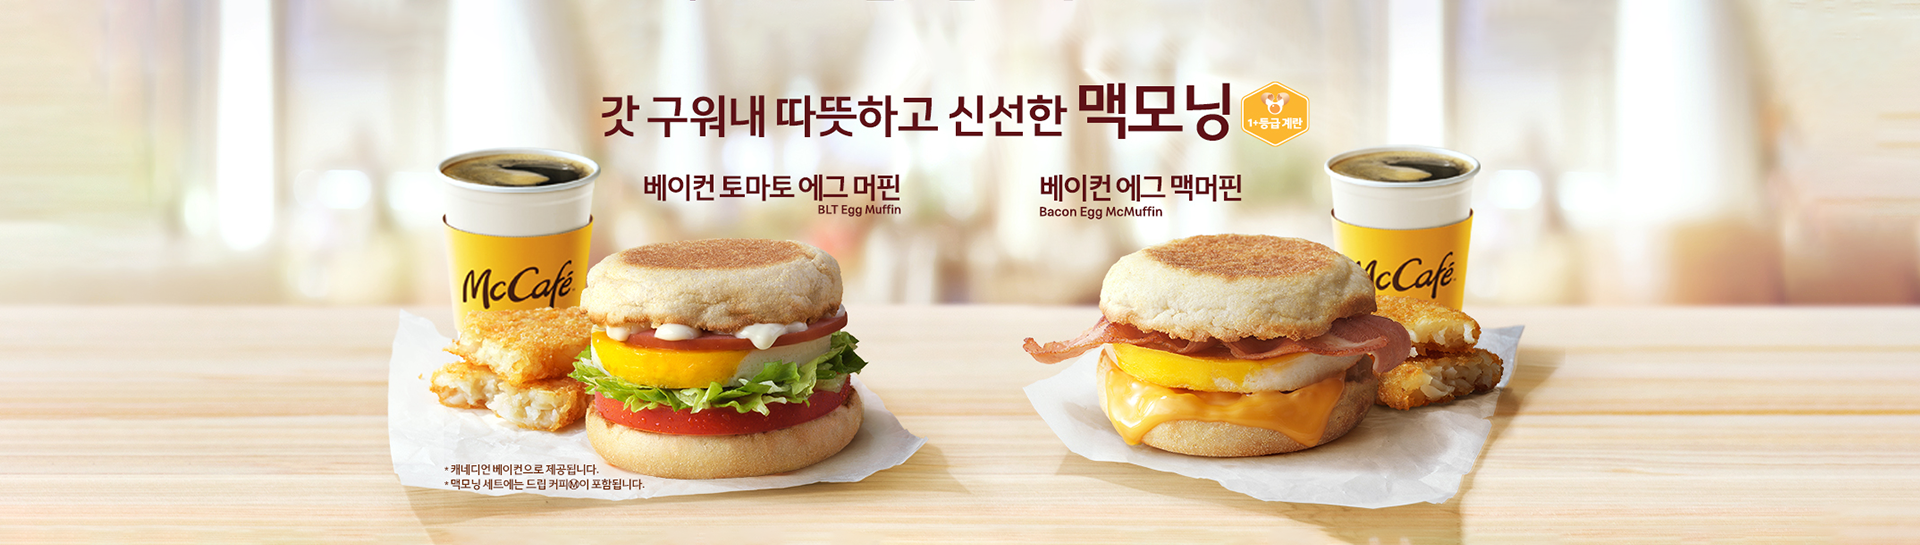 갓 구워내 따뜻하고 신선한 맥모닝
1+등급 계란
베이컨 토마토 에그 머핀
BLT Egg Muffin
베이컨 에그 맥머핀
Bacon Egg McMuffin
McCafé
McCafé
* 캐네디언 베이컨으로 제공됩니다.
* 맥모닝 세트에는 드립 커피Ⓜ이 포함됩니다.